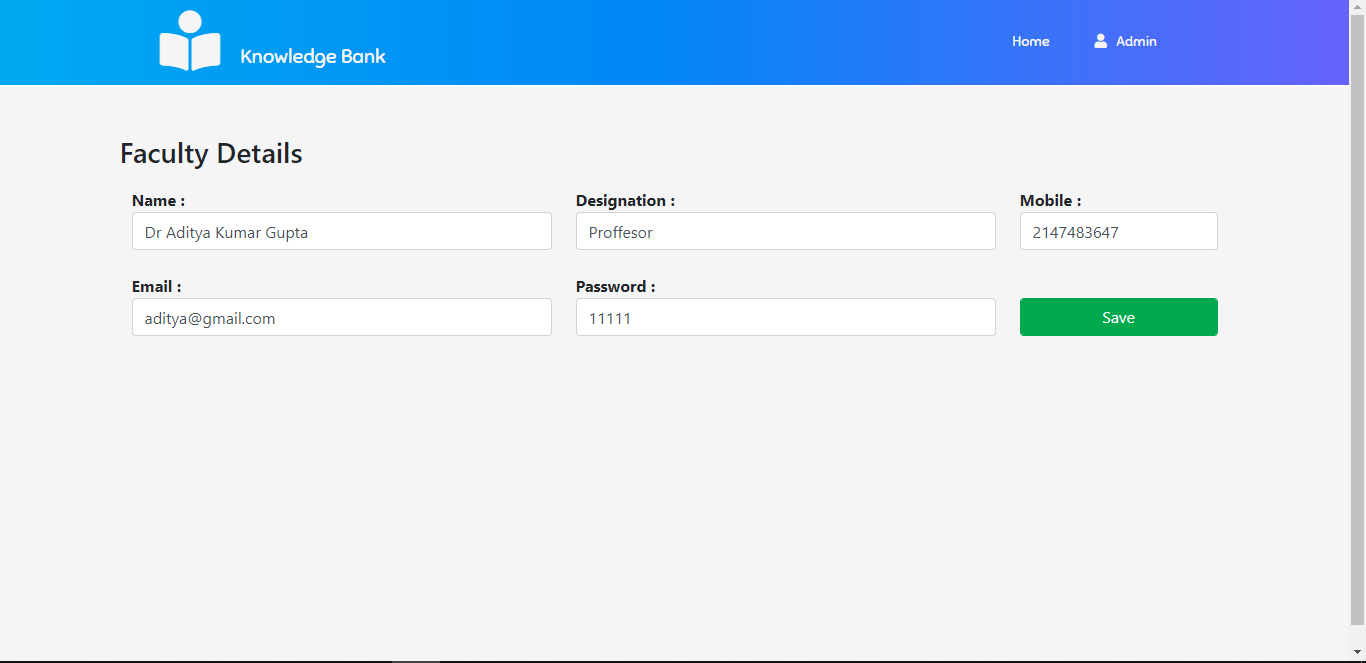 Knowledge Bank
Home
Admin
Faculty Details
Name :
Designation :
Mobile :
Dr Aditya Kumar Gupta
Proffesor
2147483647
Email :
Password :
aditya@gmail.com
11111
Save